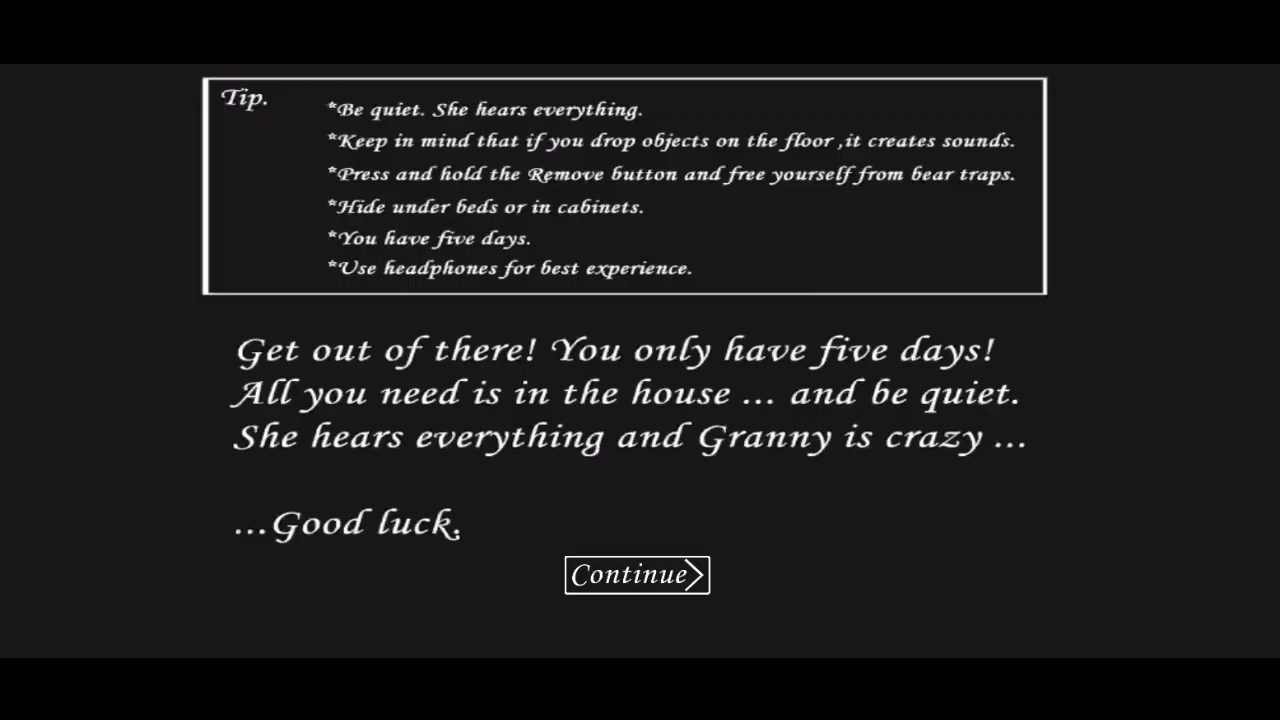 Tip.
*Be quiet. She hears everything.
*Keep in mind that if you drop objects on the floor ,it creates sounds.
*Press and hold the Remove button and free yourself from bear traps.
*Hide under beds or in cabinets.
*You have five days.
*Use headphones for best experience.
Get out of there! You only have five days!
All you need is in the house ... and be quiet.
She hears everything and Granny is crazy ...
...Good luck.
Continue>